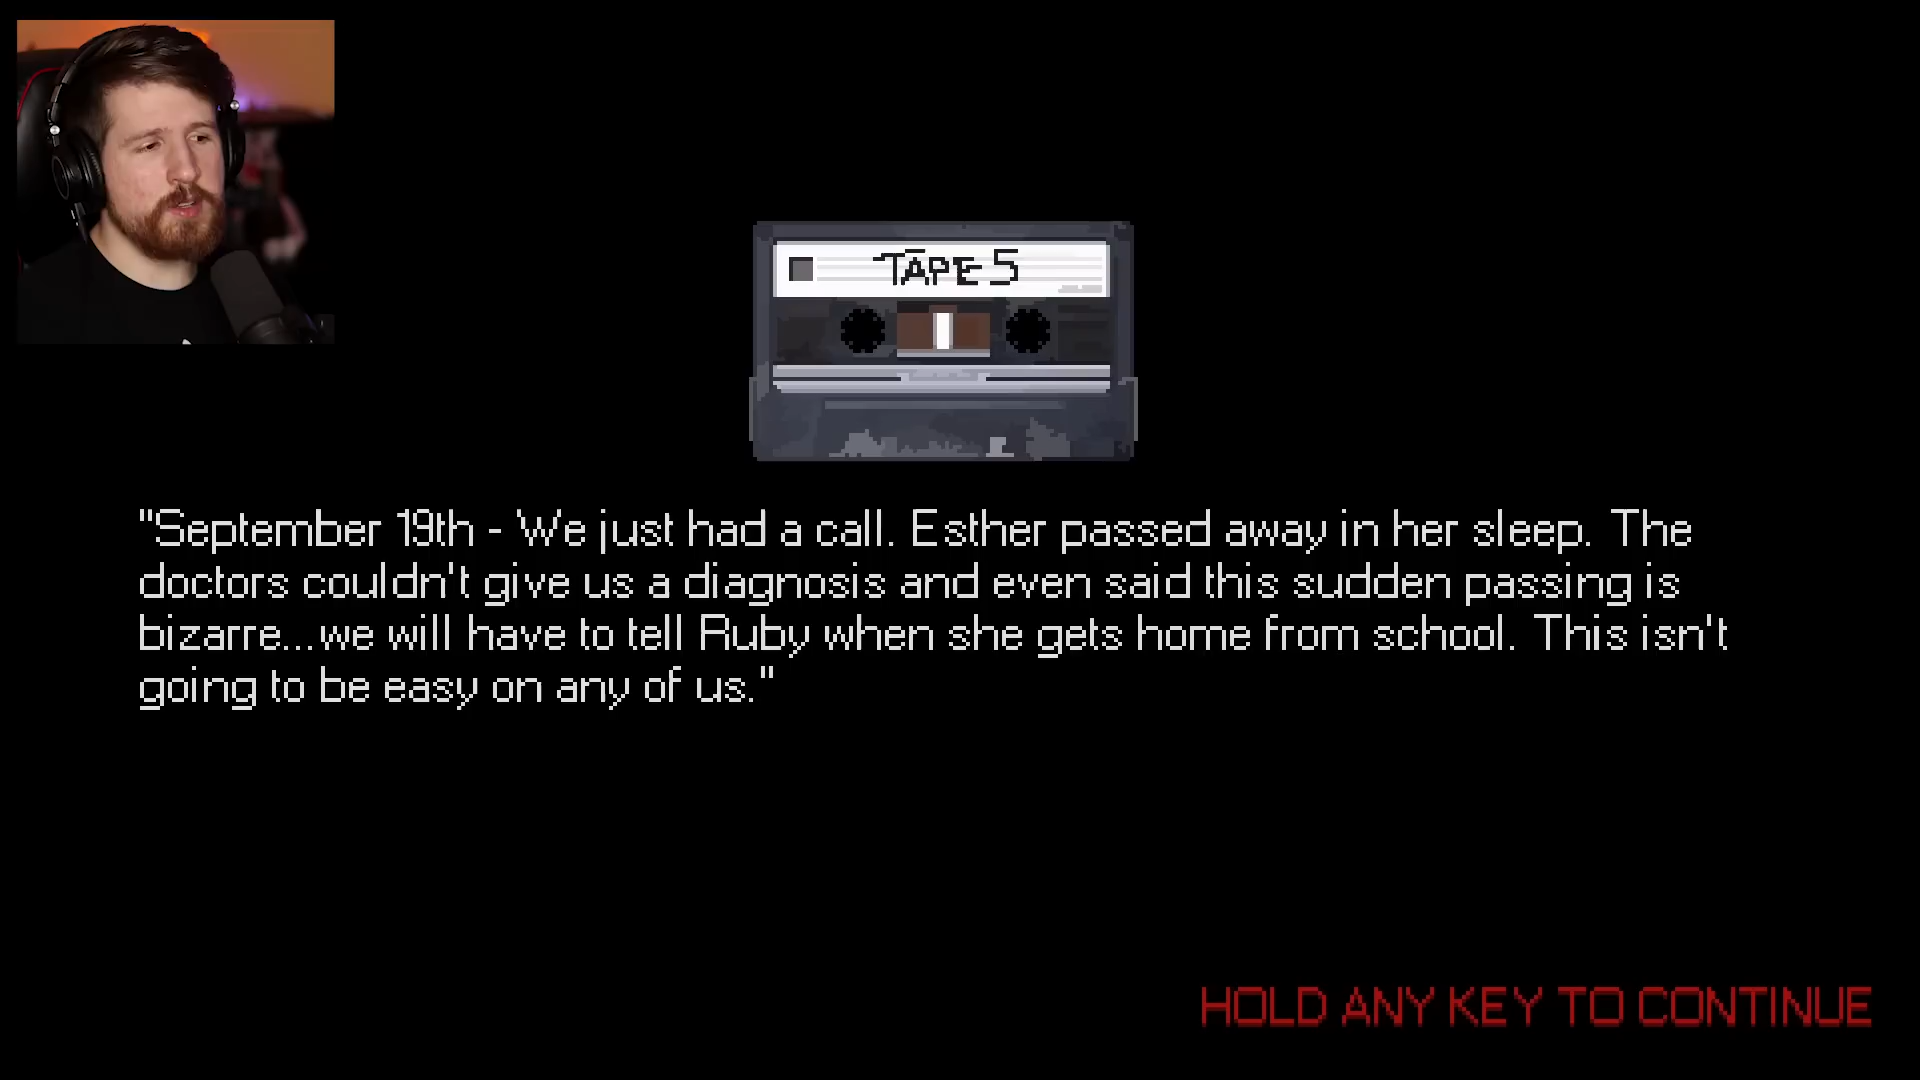 TAPE 5
"September 19th - We just had a call. Esther passed away in her sleep. The
doctors couldn't give us a diagnosis and even said this sudden passing is
bizarre...we will have to tell Ruby when she gets home from school. This isn't
going to be easy on any of us."
HOLD ANY KEY TO CONTINUE